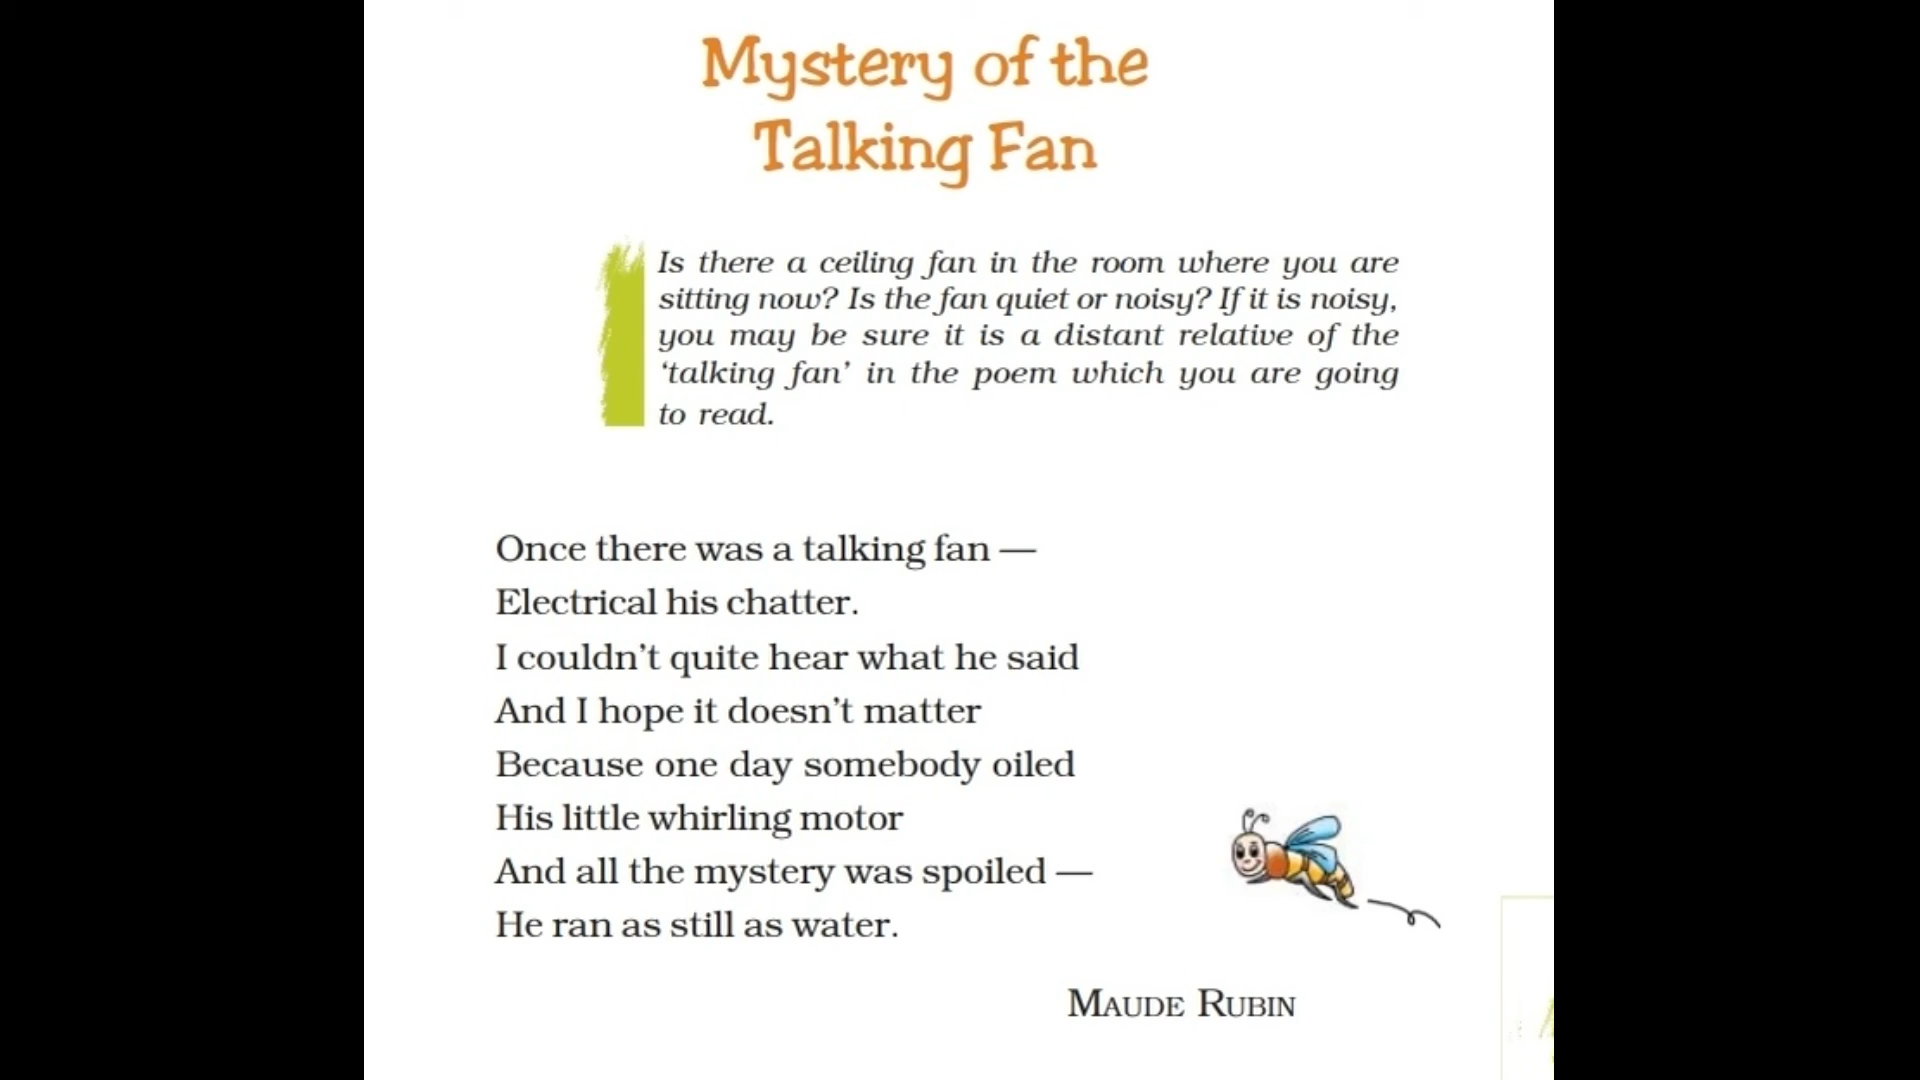 Mystery of the
Talking Fan
Is there a ceiling fan in the room where you are
sitting now? Is the fan quiet or noisy? If it is noisy,
you may be sure it is a distant relative of the
‘talking fan’ in the poem which you are going
to read.
Once there was a talking fan —
Electrical his chatter.
I couldn’t quite hear what he said
And I hope it doesn’t matter
Because one day somebody oiled
His little whirling motor
And all the mystery was spoiled —
He ran as still as water.
MAUDE RUBIN